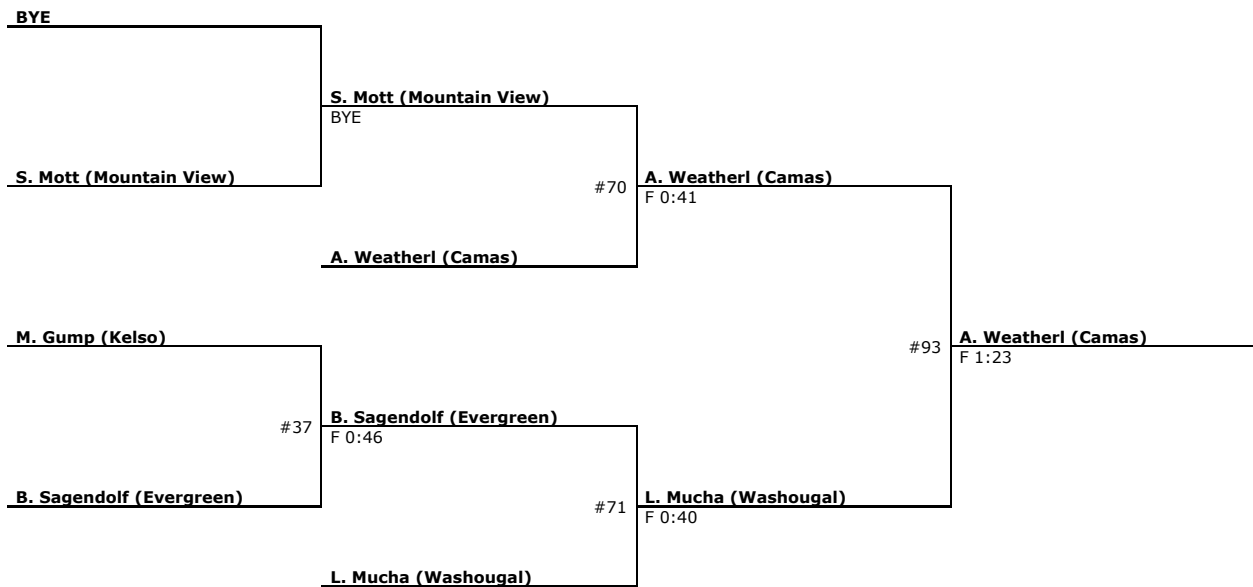 BYE
S. Mott (Mountain View)
BYE
S. Mott (Mountain View)
#70
A. Weatherl (Camas)
F 0:41
A. Weatherl (Camas)
M. Gump (Kelso)
#93
A. Weatherl (Camas)
F 1:23
#37
B. Sagendolf (Evergreen)
F 0:46
B. Sagendolf (Evergreen)
#71
L. Mucha (Washougal)
F 0:40
L. Mucha (Washougal)